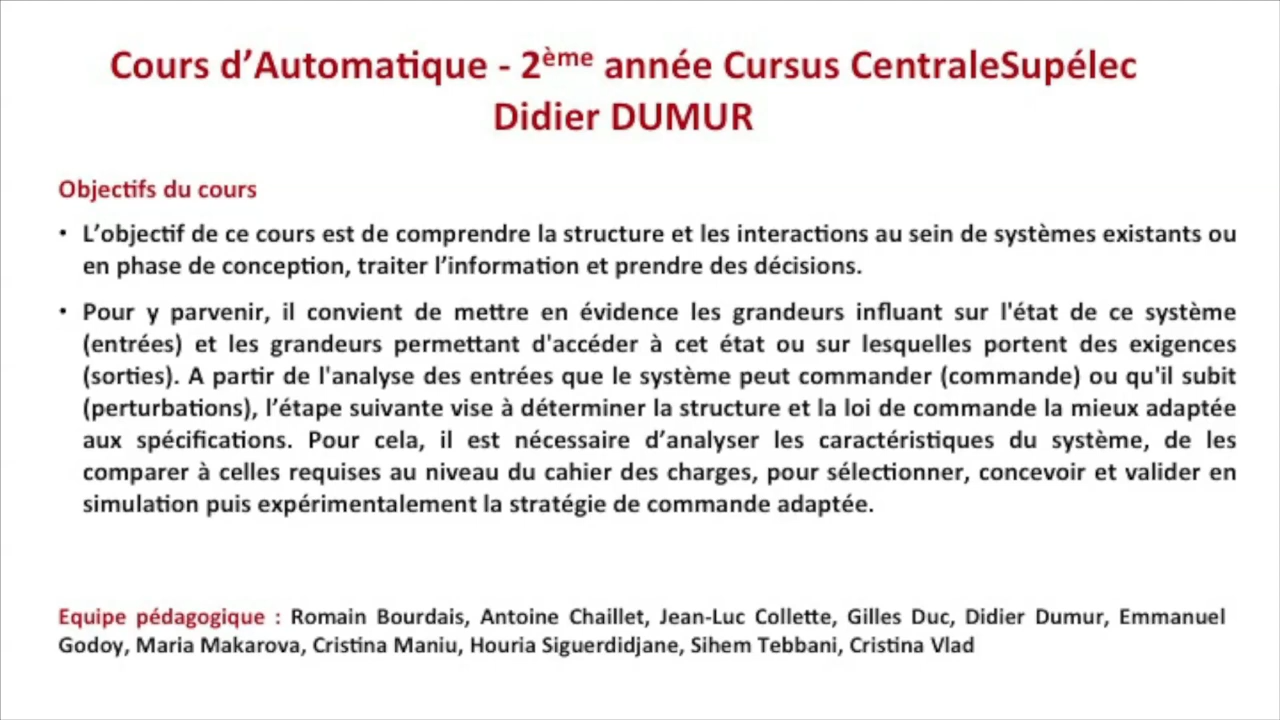 Cours d’Automatique - 2ème année Cursus CentraleSupélec
Didier DUMUR
Objectifs du cours
• L’objectif de ce cours est de comprendre la structure et les interactions au sein de systèmes existants ou
en phase de conception, traiter l’information et prendre des décisions.
• Pour y parvenir, il convient de mettre en évidence les grandeurs influant sur l'état de ce système
(entrées) et les grandeurs permettant d'accéder à cet état ou sur lesquelles portent des exigences
(sorties). A partir de l'analyse des entrées que le système peut commander (commande) ou qu'il subit
(perturbations), l’étape suivante vise à déterminer la structure et la loi de commande la mieux adaptée
aux spécifications. Pour cela, il est nécessaire d’analyser les caractéristiques du système, de les
comparer à celles requises au niveau du cahier des charges, pour sélectionner, concevoir et valider en
simulation puis expérimentalement la stratégie de commande adaptée.
Equipe pédagogique : Romain Bourdais, Antoine Chaillet, Jean-Luc Collette, Gilles Duc, Didier Dumur, Emmanuel
Godoy, Maria Makarova, Cristina Maniu, Houria Siguerdidjane, Sihem Tebbani, Cristina Vlad